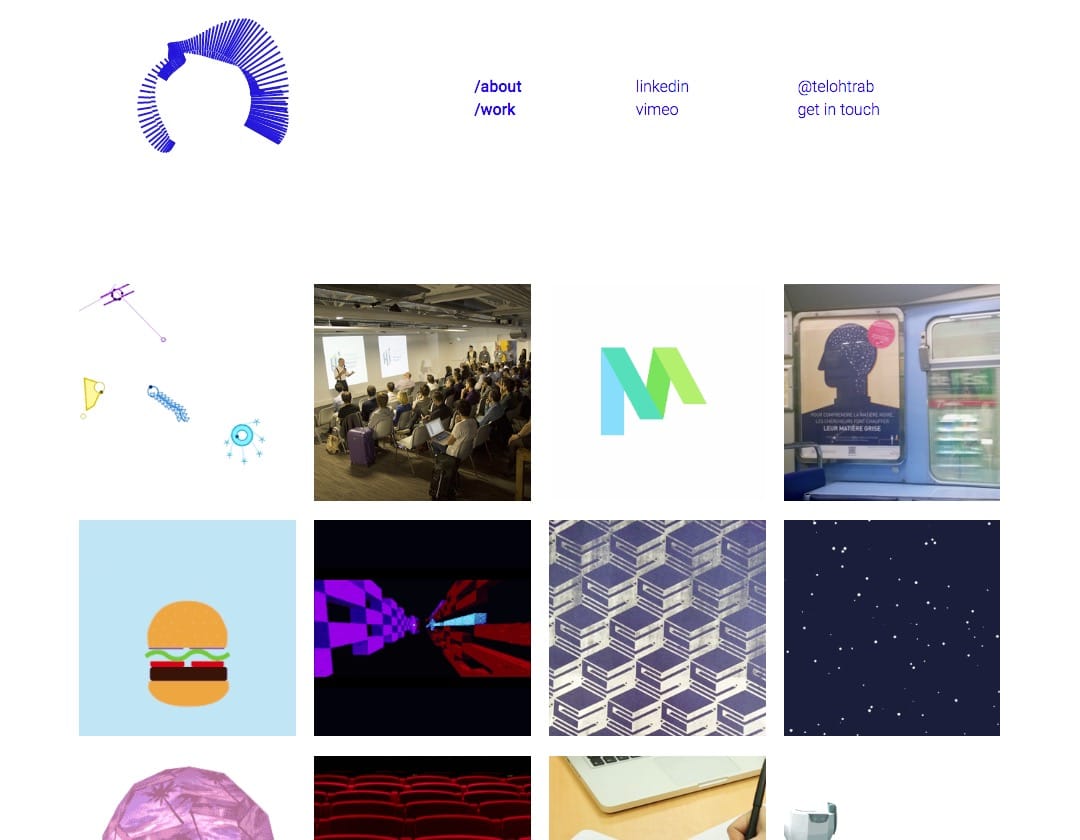 /about
/work
linkedin
vimeo
@telohtrab
get in touch
POUR COMPRENDRE LA MATIÈRE NOIRE,
LES CHERCHEURS FONT CHAUFFER
LEUR MATIÈRE GRISE